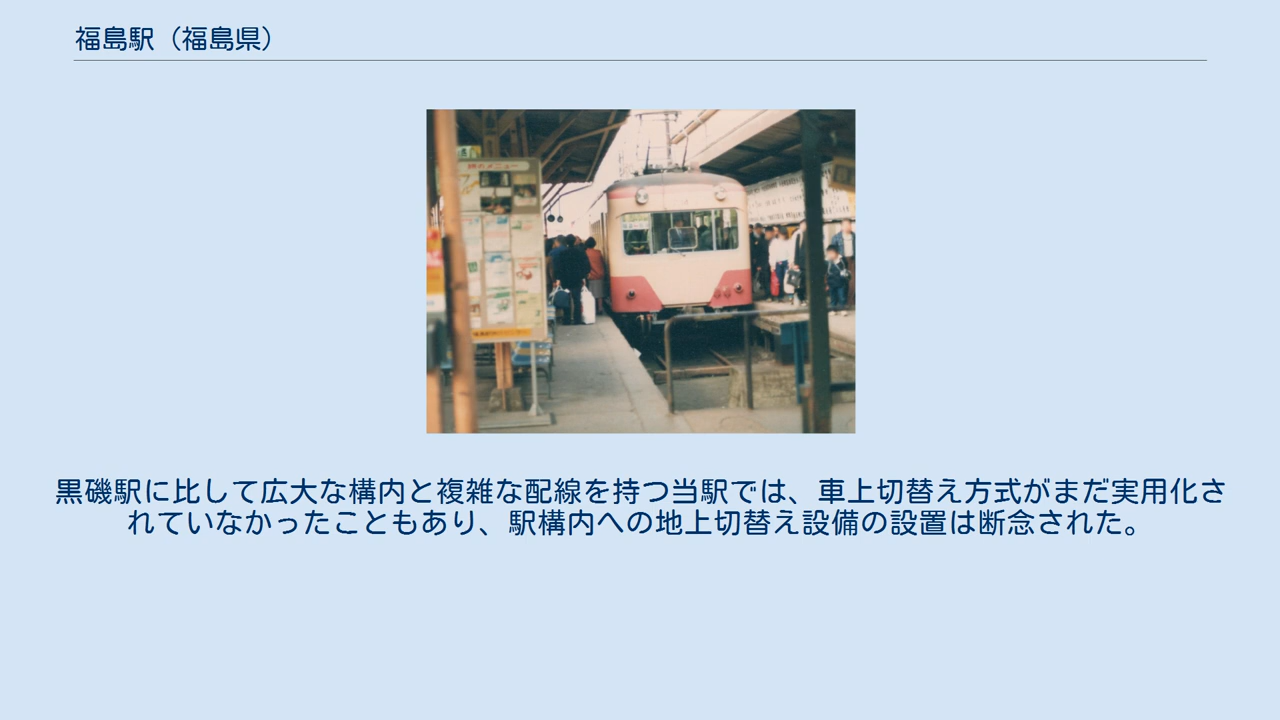 福島駅（福島県）
黒磯駅に比して広大な構内と複雑な配線を持つ当駅では、車上切替え方式がまだ実用化さ
れていなかったこともあり、駅構内への地上切替え設備の設置は断念された。